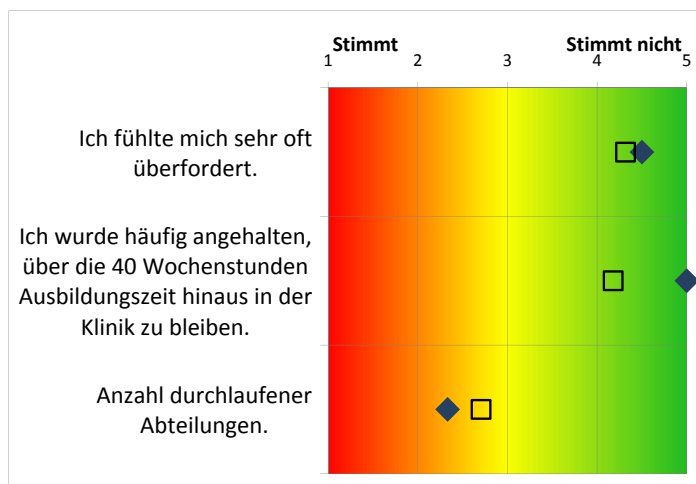 Stimmt Stimmt nicht
1 2 3 4 5
Ich fühlte mich sehr oft
überfordert.
Ich wurde häufig angehalten,
über die 40 Wochenstunden
Ausbildungszeit hinaus in der
Klinik zu bleiben.
Anzahl durchlaufener
Abteilungen.